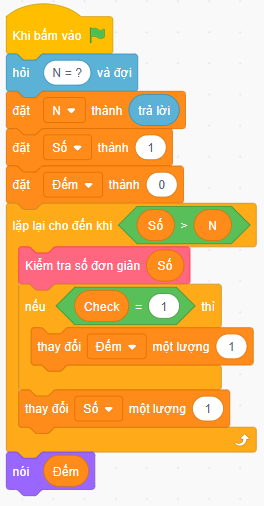 Khi bấm vào
hỏi N = ? và đợi
đặt N thành trả lời
đặt Số thành 1
đặt Đếm thành 0
lặp lại cho đến khi Số > N
Kiểm tra số đơn giản Số
nếu Check = 1 thì
thay đổi Đếm một lượng 1
thay đổi Số một lượng 1
nói Đếm